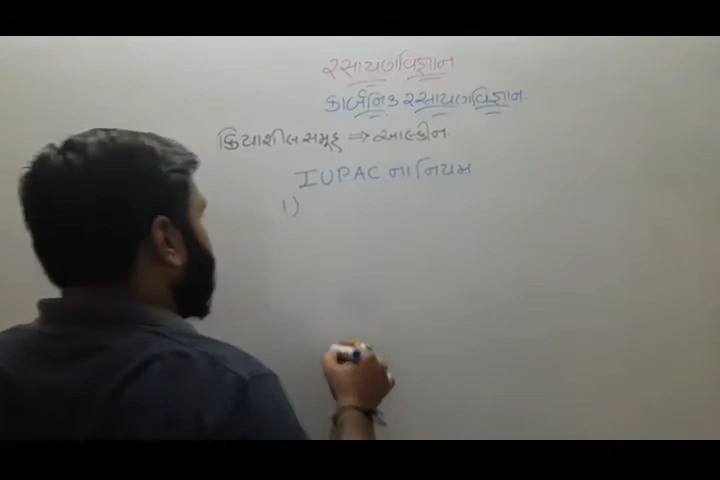 રસાયણવિજ્ઞાન
કાર્બનિક રસાયણવિજ્ઞાન
ક્રિયાશીલ સમૂહ ⇒ આલ્કીન.
IUPAC ના નિયમ
1)